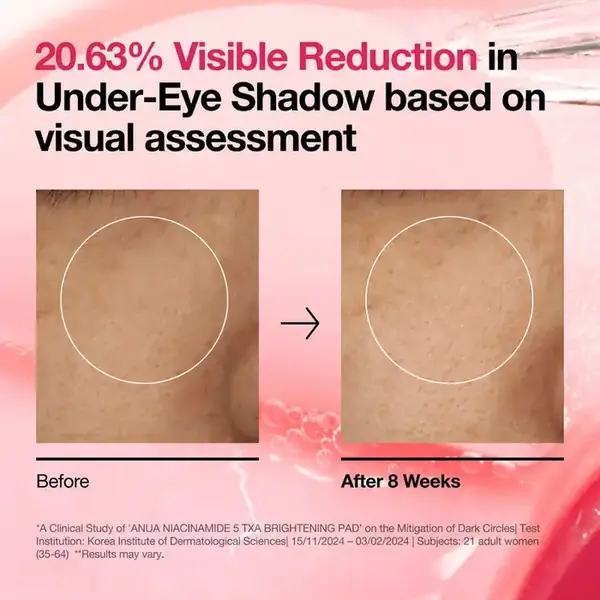 20.63% Visible Reduction in
Under-Eye Shadow based on
visual assessment
Before
After 8 Weeks
*A Clinical Study of 'ANUA NIACINAMIDE 5 TXA BRIGHTENING PAD' on the Mitigation of Dark Circles| Test
Institution: Korea Institute of Dermatological Sciences| 15/11/2024 – 03/02/2024 | Subjects: 21 adult women
(35-64) **Results may vary.